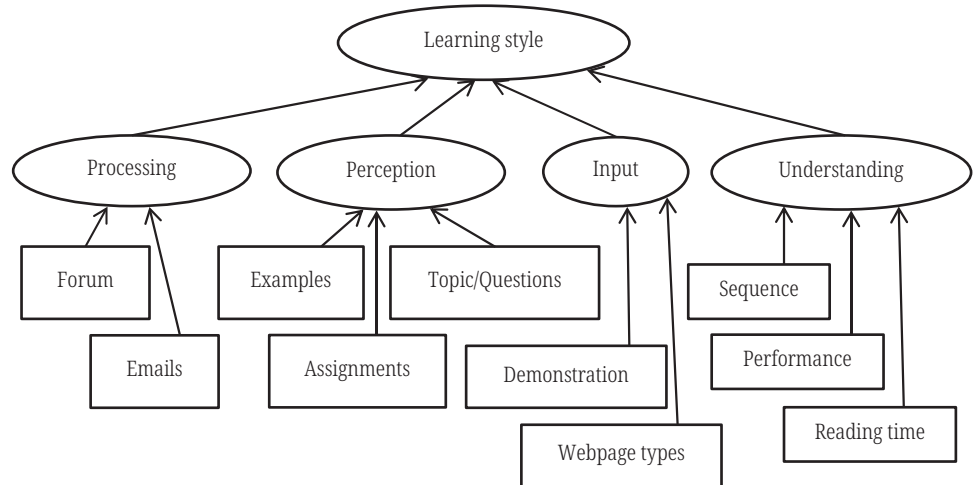 Learning style
Processing
Perception
Input
Understanding
Forum
Examples
Topic/Questions
Sequence
Emails
Assignments
Demonstration
Performance
Webpage types
Reading time